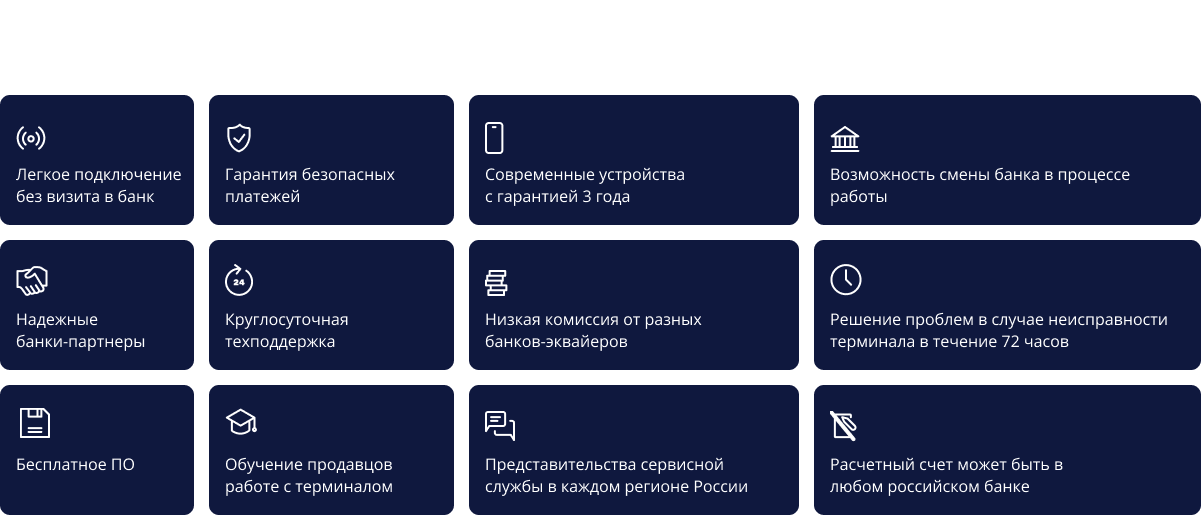 Легкое подключение
без визита в банк
Гарантия безопасных
платежей
Современные устройства
с гарантией 3 года
Возможность смены банка в процессе
работы
Надежные
банки-партнеры
24
Круглосуточная
техподдержка
Низкая комиссия от разных
банков-эквайеров
Решение проблем в случае неисправности
терминала в течение 72 часов
Бесплатное ПО
Обучение продавцов
работе с терминалом
Представительства сервисной
службы в каждом регионе России
Расчетный счет может быть в
любом российском банке